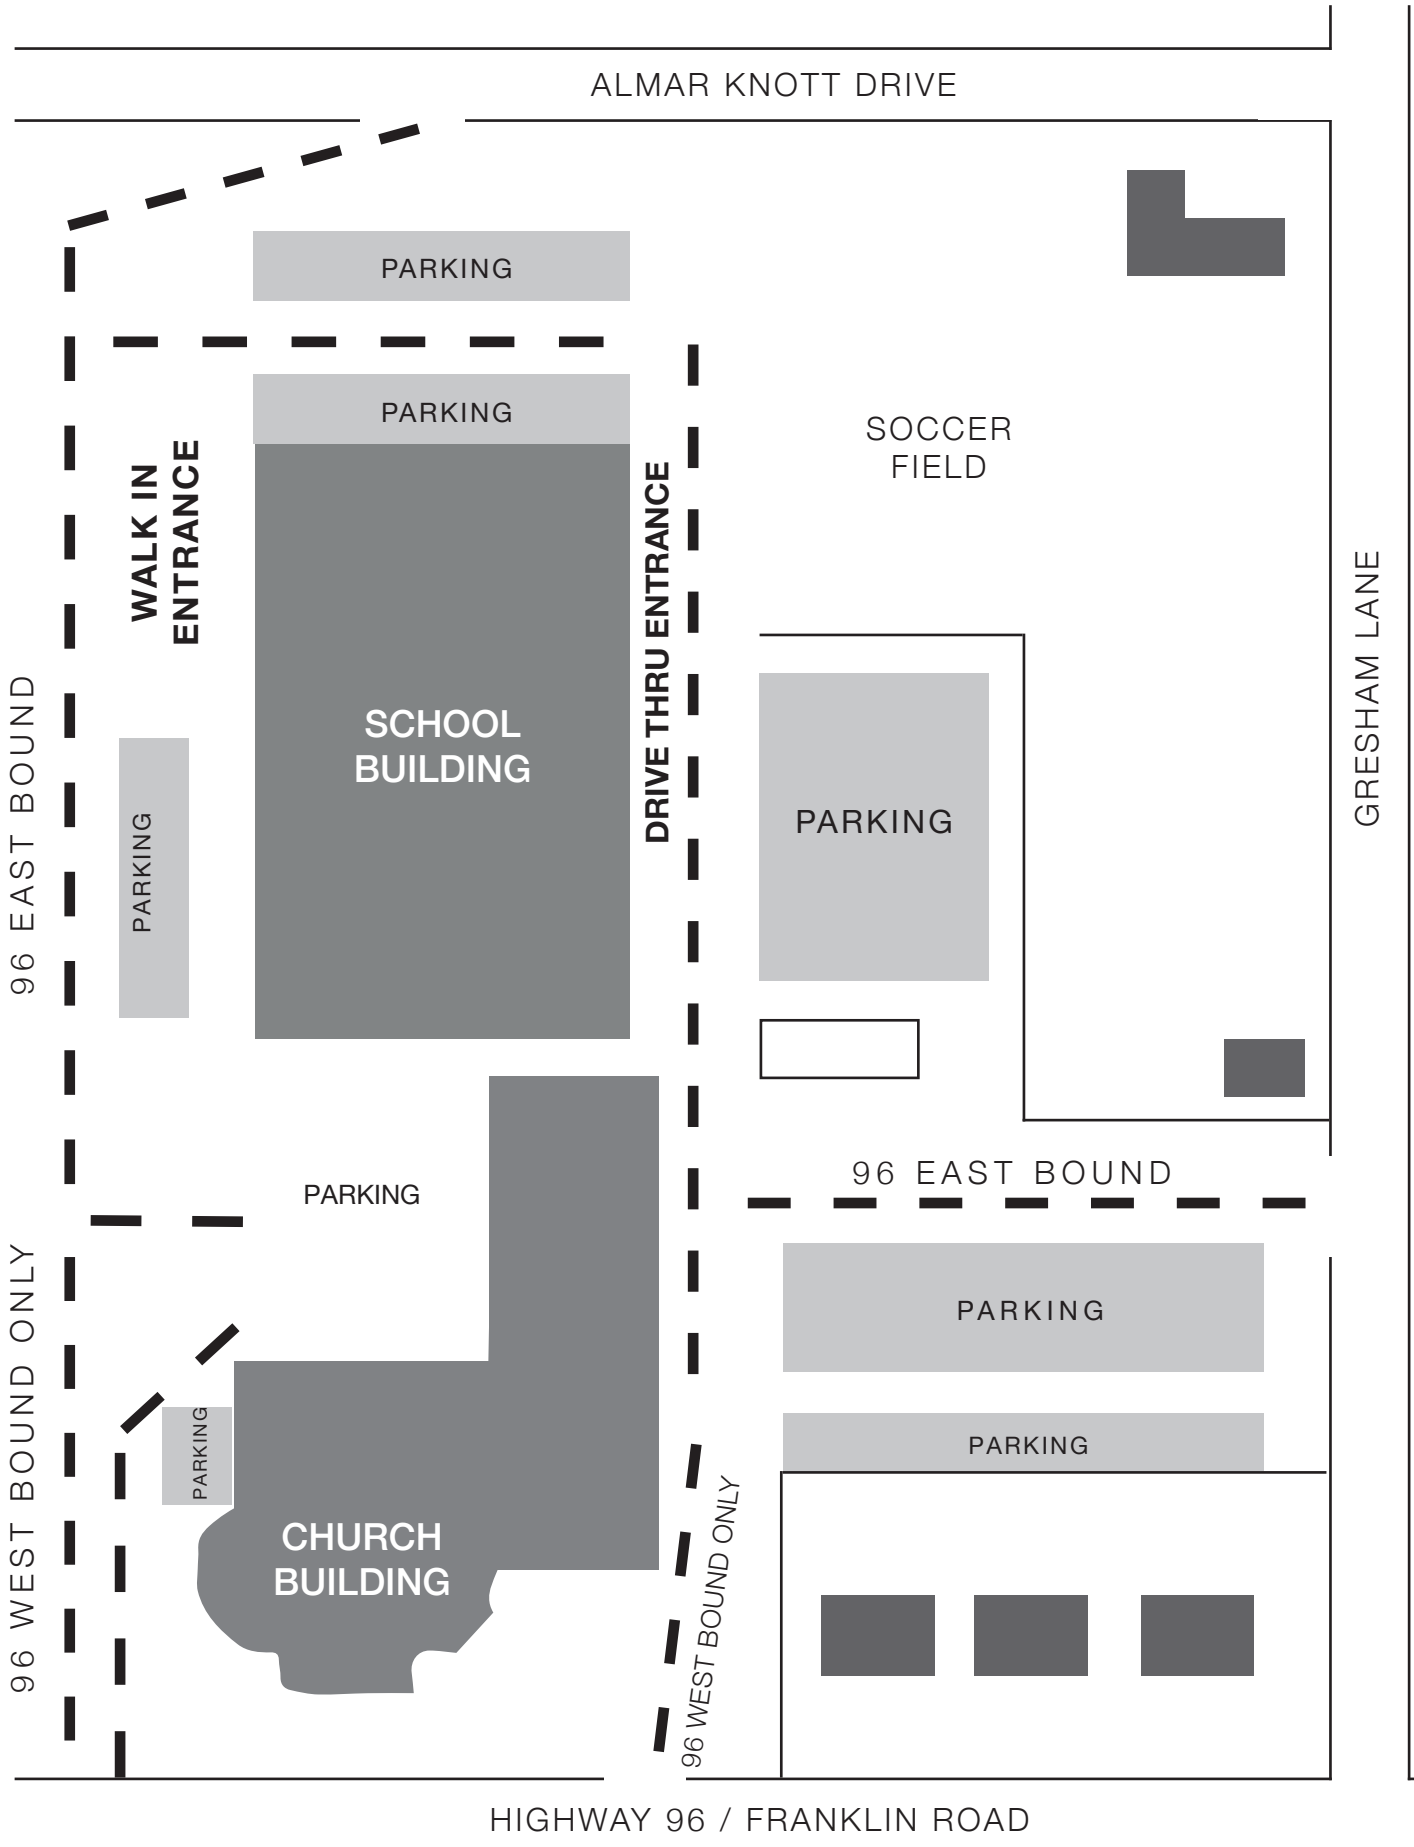 ALMAR KNOTT DRIVE
PARKING
PARKING
WALK IN
ENTRANCE
DRIVE THRU ENTRANCE
SOCCER
FIELD
GRESHAM LANE
96 EAST BOUND
SCHOOL
BUILDING
PARKING
PARKING
96 EAST BOUND
PARKING
PARKING
PARKING
96 WEST BOUND ONLY
PARKING
CHURCH
BUILDING
96 WEST BOUND ONLY
HIGHWAY 96 / FRANKLIN ROAD